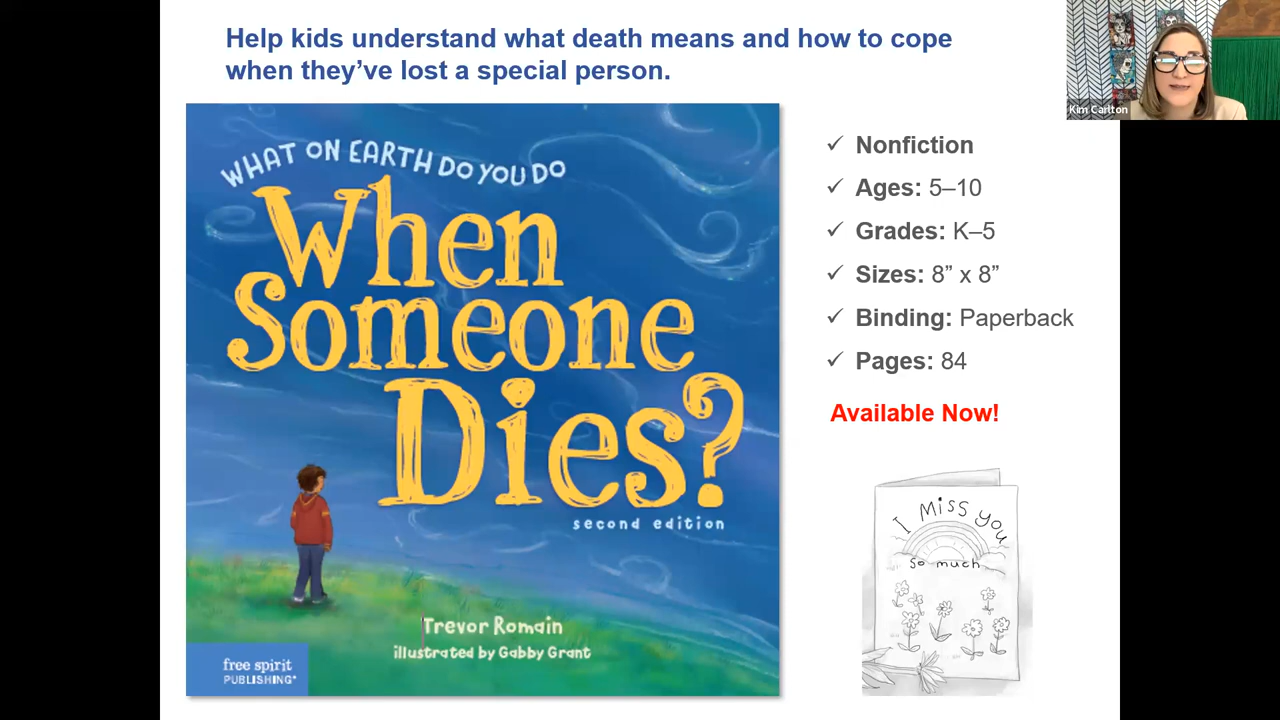 Help kids understand what death means and how to cope
when they’ve lost a special person.
Kim Carlton
WHAT ON EARTH DO YOU DO
When
Someone
Dies?
second edition
Trevor Romain
illustrated by Gabby Grant
free spirit
PUBLISHING®
✓ Nonfiction
✓ Ages: 5–10
✓ Grades: K–5
✓ Sizes: 8” x 8”
✓ Binding: Paperback
✓ Pages: 84
Available Now!
I MISS YOU
SO much